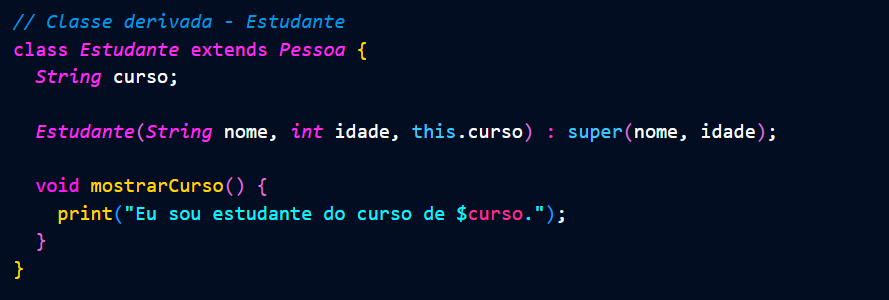 // Classe derivada - Estudante
class Estudante extends Pessoa {
  String curso;

  Estudante(String nome, int idade, this.curso) : super(nome, idade);

  void mostrarCurso() {
    print("Eu sou estudante do curso de $curso.");
  }
}